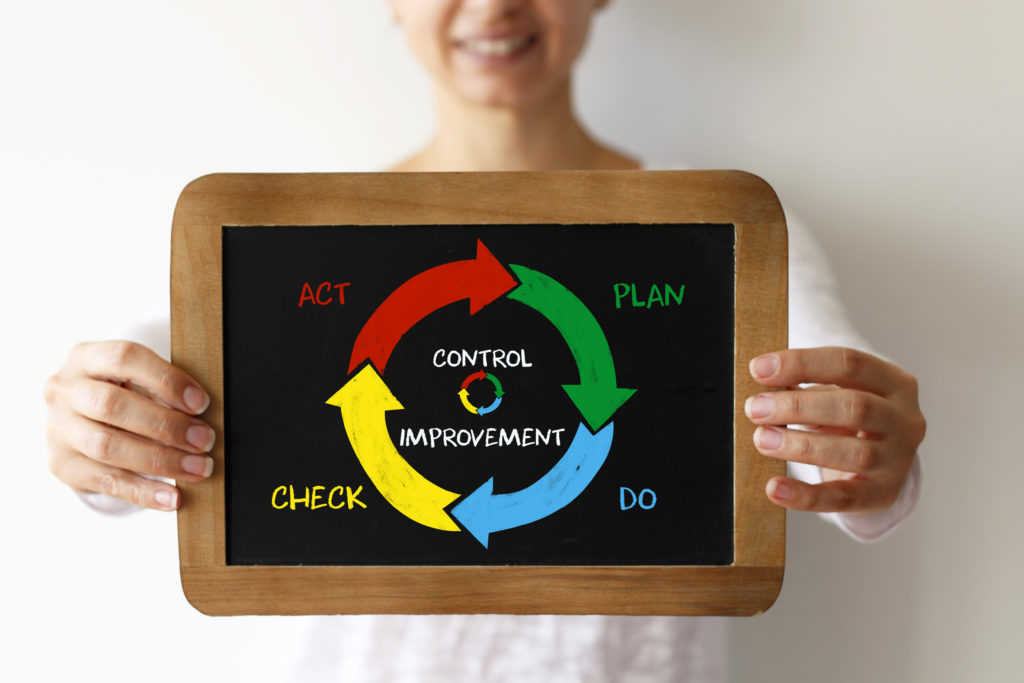 ACT
PLAN
CONTROL
IMPROVEMENT
CHECK
DO